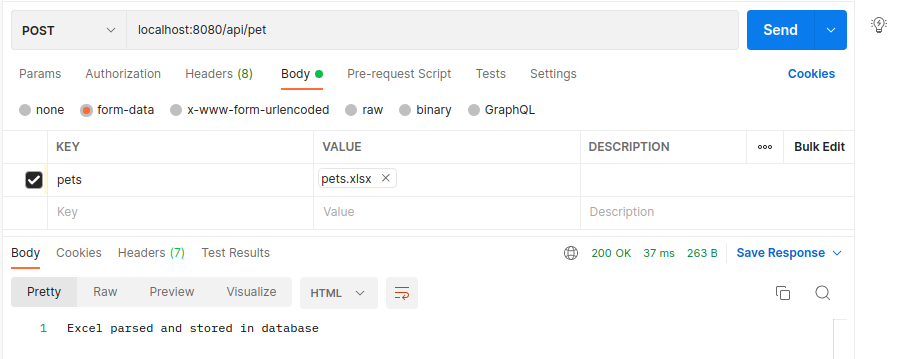 POST localhost:8080/api/pet Send
Params Authorization Headers (8) Body Pre-request Script Tests Settings Cookies
none form-data x-www-form-urlencoded raw binary GraphQL
KEY VALUE DESCRIPTION ooo Bulk Edit
pets pets.xlsx
Key Value Description
Body Cookies Headers (7) Test Results 200 OK 37 ms 263 B Save Response
Pretty Raw Preview Visualize HTML
1 Excel parsed and stored in database